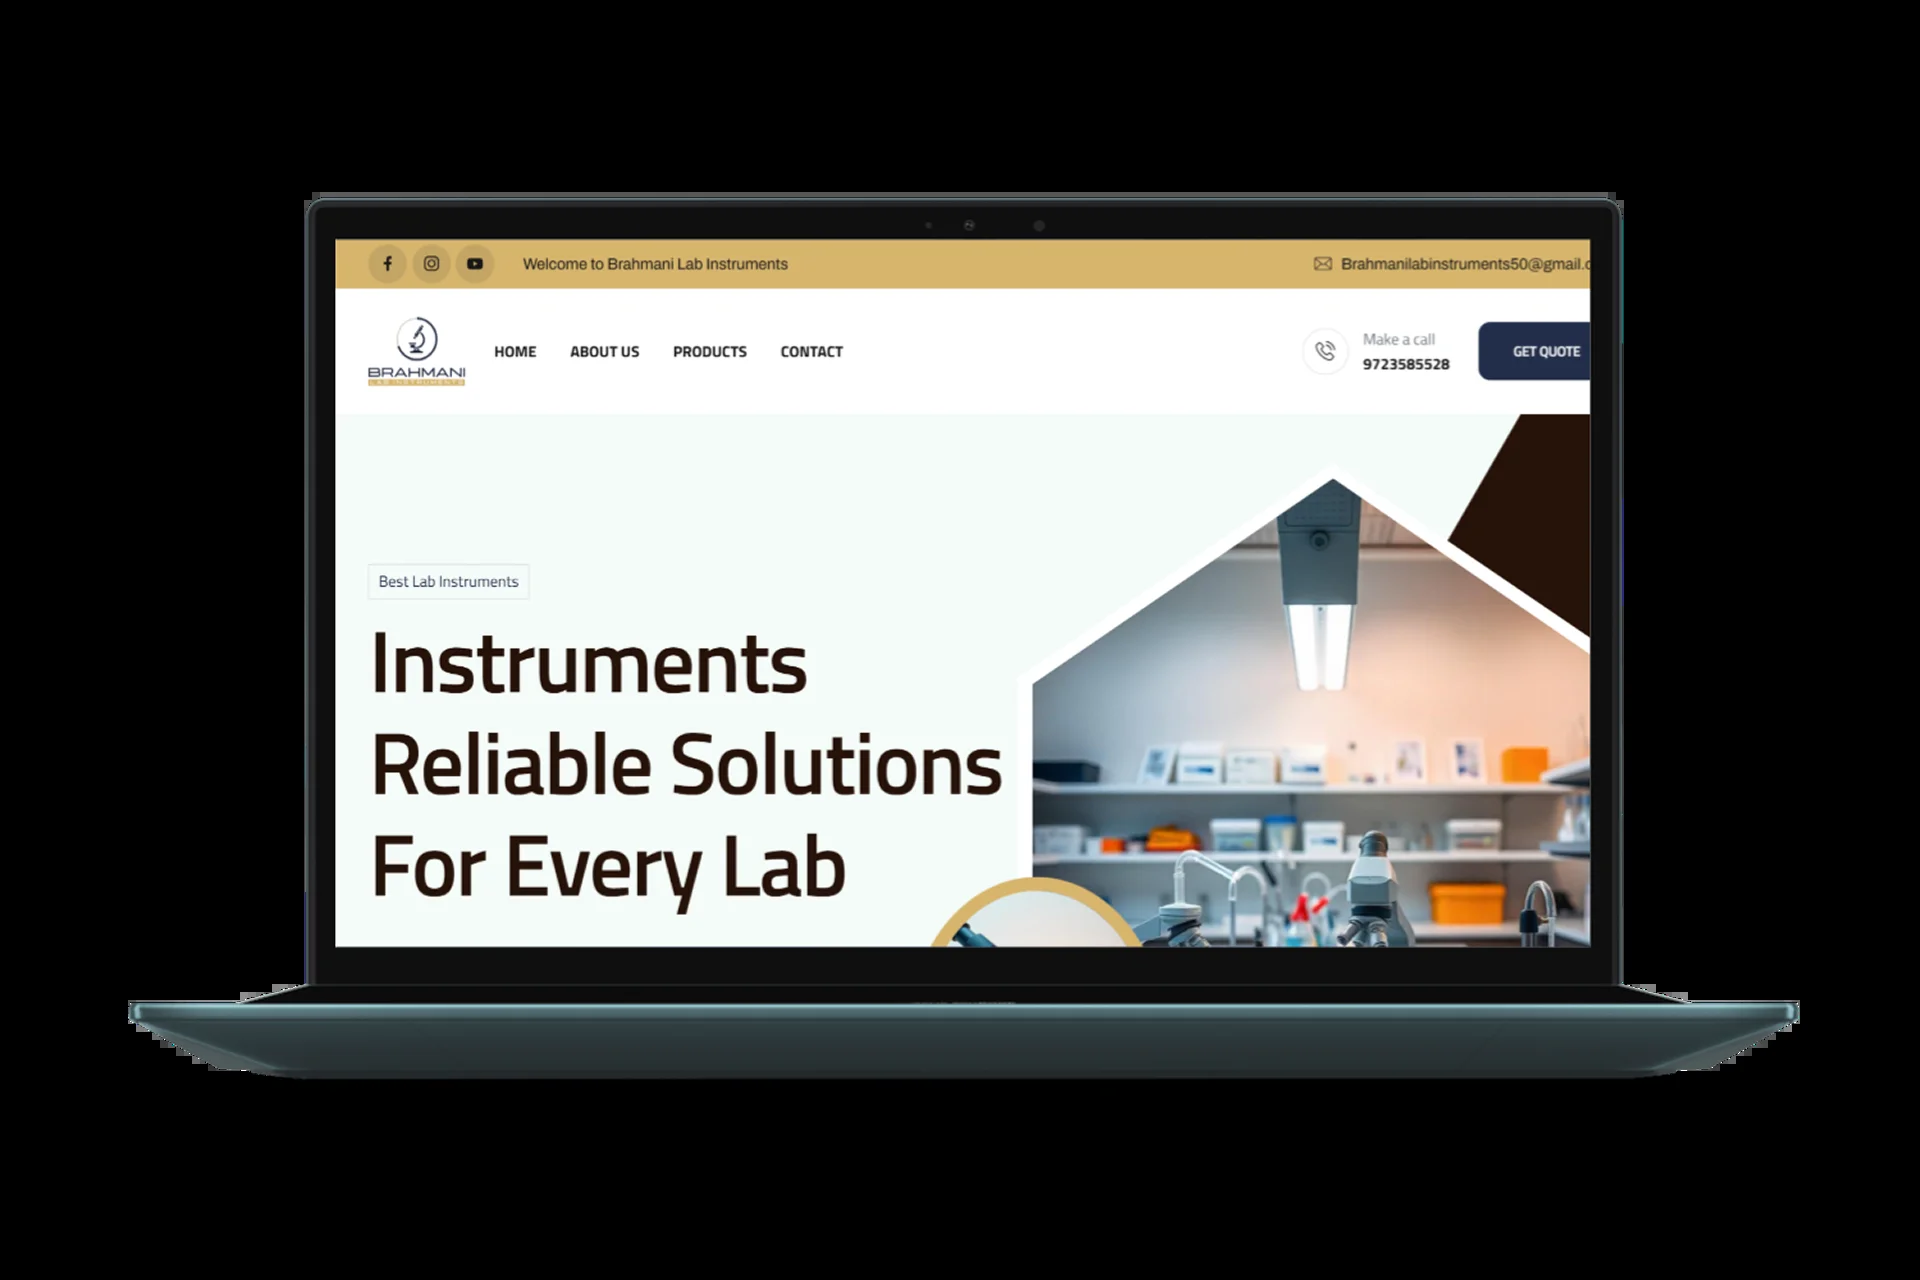 Welcome to Brahmani Lab Instruments
Brahmanilabinstruments50@gmail.c
BRAHMANI
LAB INSTRUMENTS
HOME
ABOUT US
PRODUCTS
CONTACT
Make a call
9723585528
GET QUOTE
Best Lab Instruments
Instruments
Reliable Solutions
For Every Lab